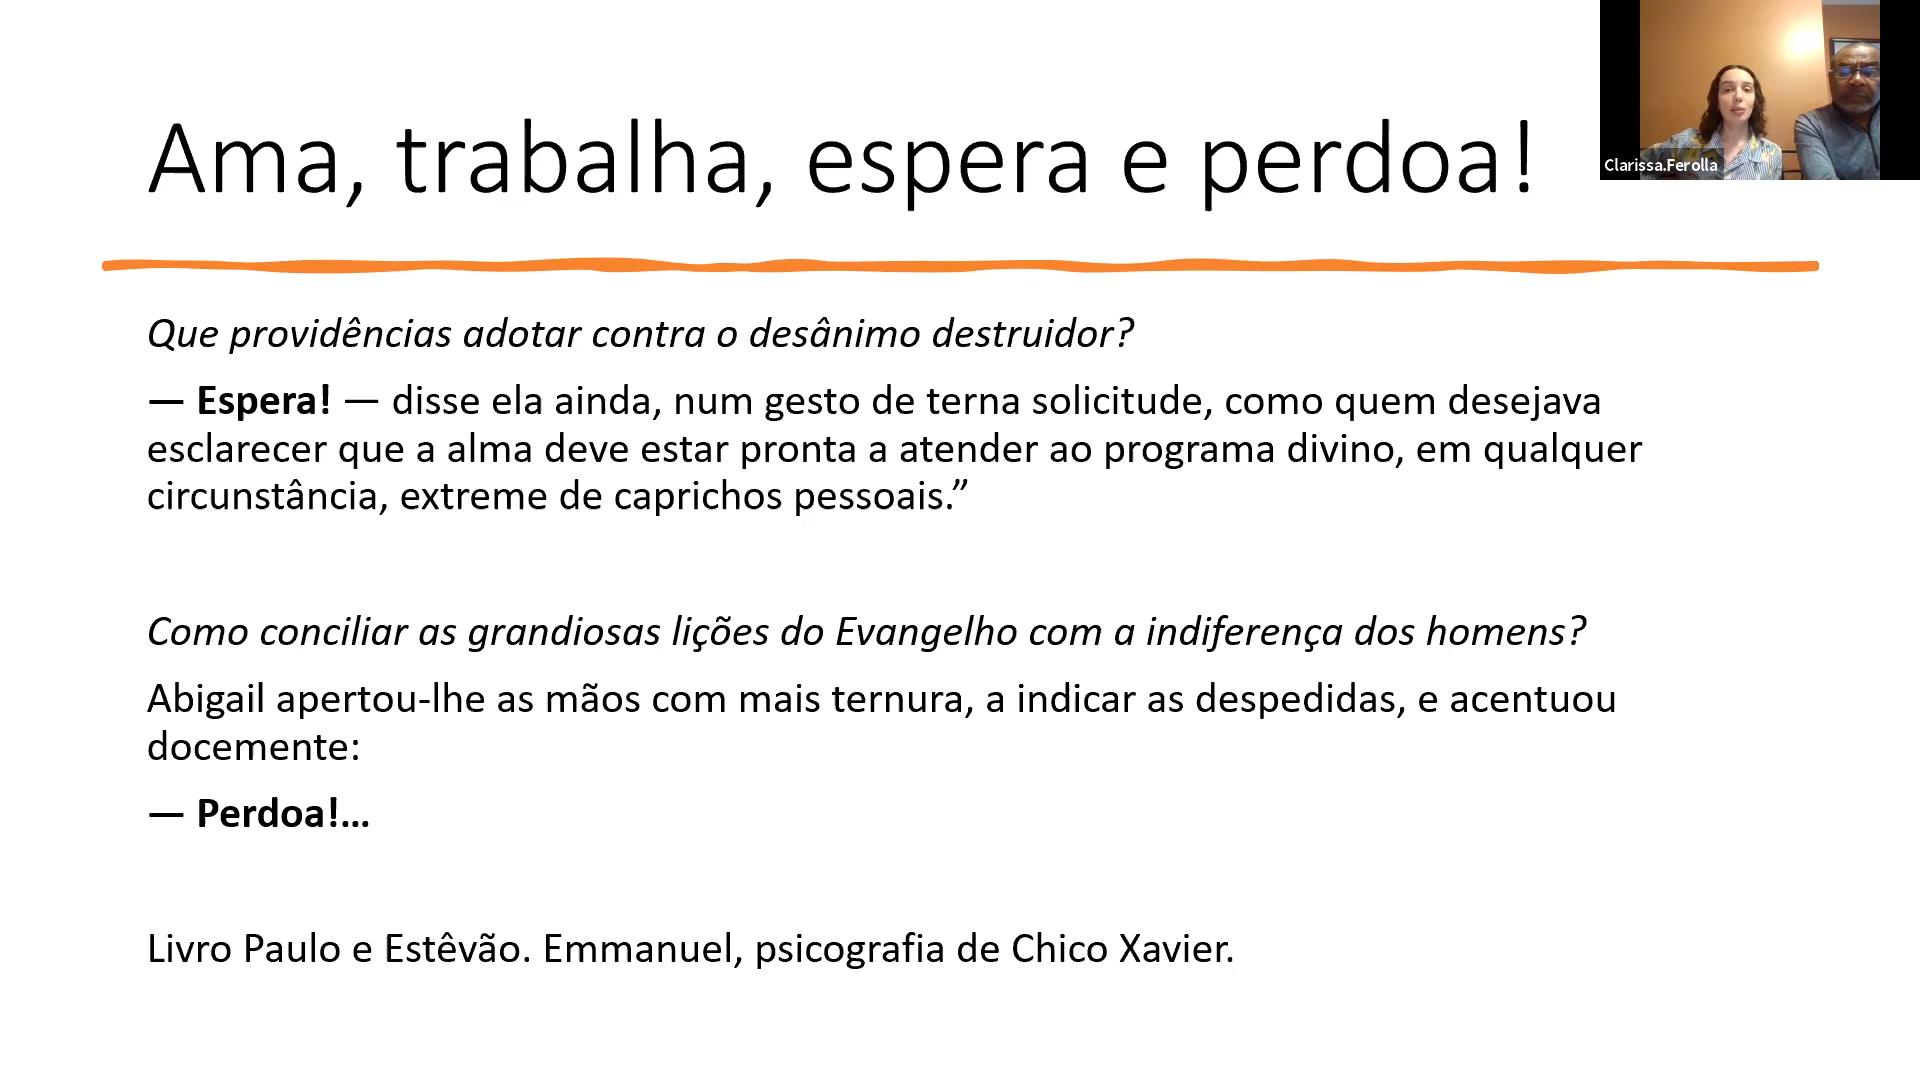 Ama, trabalha, espera e perdoa!
Clarissa.Ferolla
Que providências adotar contra o desânimo destruidor?
— Espera! — disse ela ainda, num gesto de terna solicitude, como quem desejava
esclarecer que a alma deve estar pronta a atender ao programa divino, em qualquer
circunstância, extreme de caprichos pessoais.”
Como conciliar as grandiosas lições do Evangelho com a indiferença dos homens?
Abigail apertou-lhe as mãos com mais ternura, a indicar as despedidas, e acentuou
docemente:
— Perdoa!...
Livro Paulo e Estêvão. Emmanuel, psicografia de Chico Xavier.